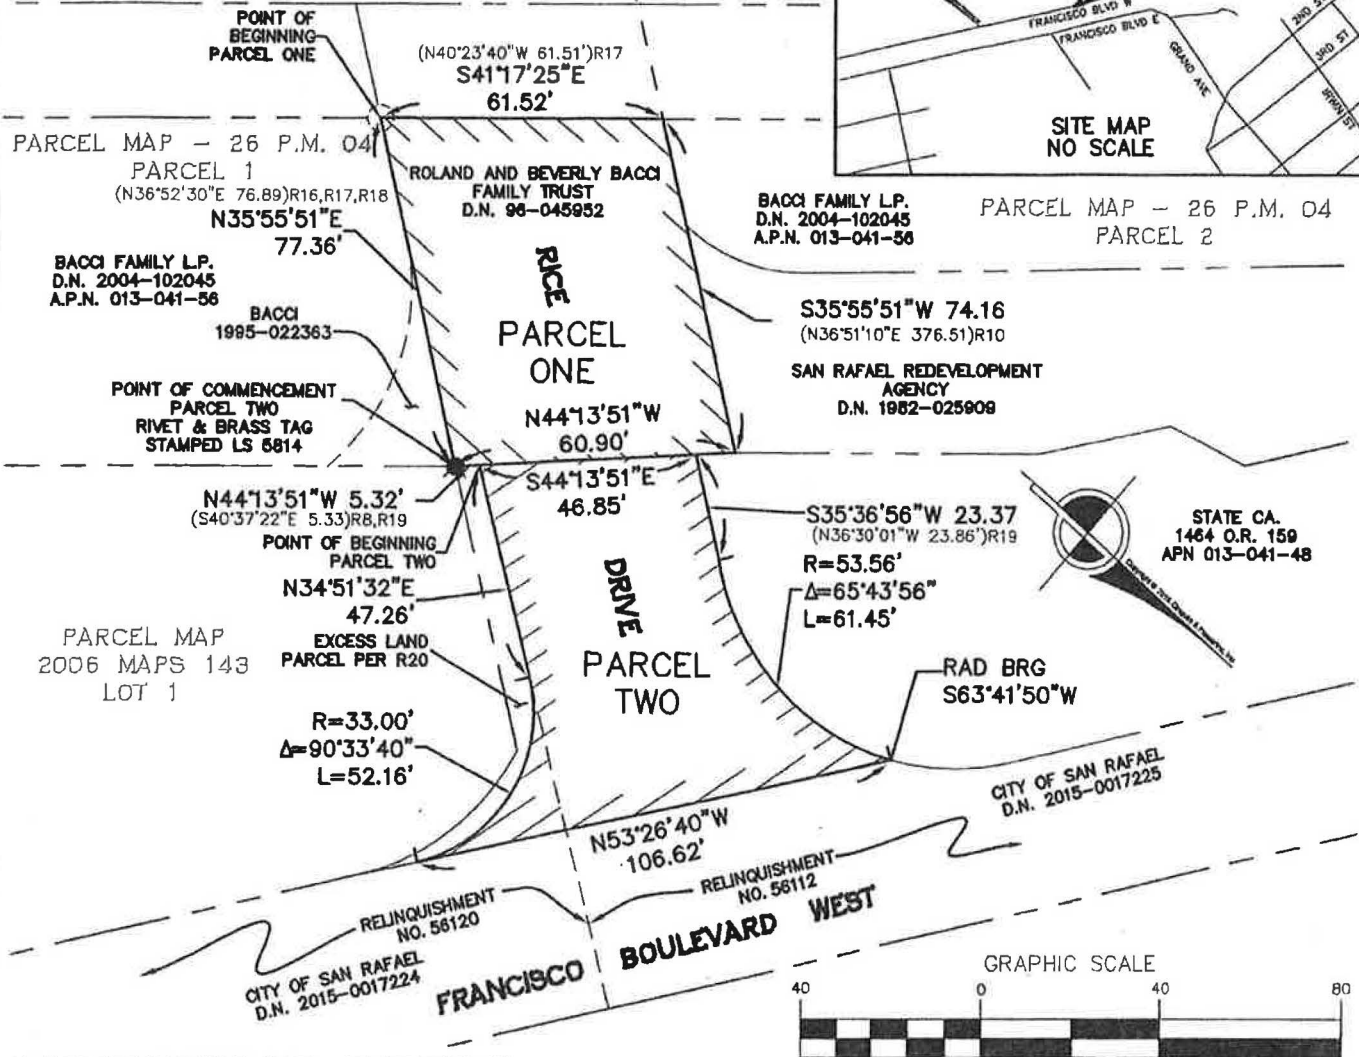 POINT OF
BEGINNING
PARCEL ONE
(N40°23'40"W 61.51')R17
S41°17'25"E
61.52'
FRANCISCO BLVD W
FRANCISCO BLVD E
GRAND AVE
2ND ST
3RD ST
IRWIN ST
SITE MAP
NO SCALE
PARCEL MAP - 26 P.M. 04
PARCEL 1
(N36°52'30"E 76.89)R16,R17,R18
N35°55'51"E
77.36'
ROLAND AND BEVERLY BACCI
FAMILY TRUST
D.N. 96-045952
BACCI FAMILY L.P.
D.N. 2004-102045
A.P.N. 013-041-56
PARCEL MAP - 26 P.M. 04
PARCEL 2
BACCI FAMILY L.P.
D.N. 2004-102045
A.P.N. 013-041-56
BACCI
1995-022363
RICE
PARCEL
ONE
S35°55'51"W 74.16
(N36°51'10"E 376.51)R10
SAN RAFAEL REDEVELOPMENT
AGENCY
D.N. 1982-025909
POINT OF COMMENCEMENT
PARCEL TWO
RIVET & BRASS TAG
STAMPED LS 6814
N44°13'51"W
60.90'
S44°13'51"E
46.85'
N44°13'51"W 5.32'
(S40°37'22"E 5.33)R8,R19
POINT OF BEGINNING
PARCEL TWO
N34°51'32"E
47.26'
EXCESS LAND
PARCEL PER R20
S35°36'56"W 23.37
(N36°30'01"W 23.86')R19
R=53.56'
Δ=65°43'56"
L=61.45'
STATE CA.
1464 O.R. 159
APN 013-041-48
DRIVE
PARCEL
TWO
PARCEL MAP
2006 MAPS 143
LOT 1
R=33.00'
Δ=90°33'40"
L=52.16'
RAD BRG
S63°41'50"W
CITY OF SAN RAFAEL
D.N. 2015-0017225
N53°26'40"W
106.62'
RELINQUISHMENT
NO. 56112
RELINQUISHMENT
NO. 56120
CITY OF SAN RAFAEL
D.N. 2015-0017224
FRANCISCO BOULEVARD WEST
GRAPHIC SCALE
40 0 40 80